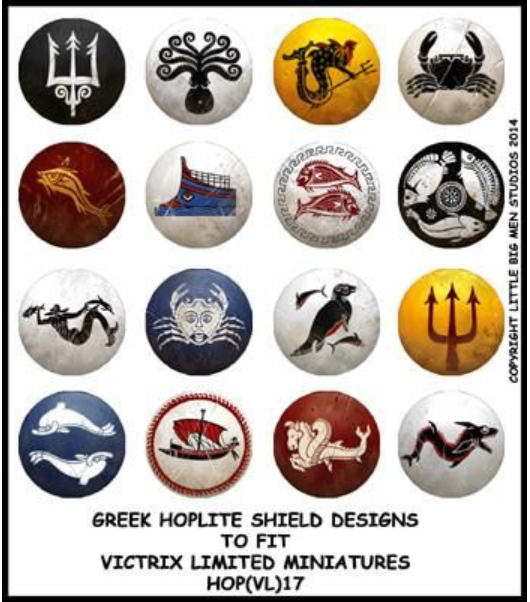 COPYRIGHT LITTLE BIG MEN STUDIOS 2014
GREEK HOPLITE SHIELD DESIGNS
TO FIT
VICTRIX LIMITED MINIATURES
HOP(VL)17